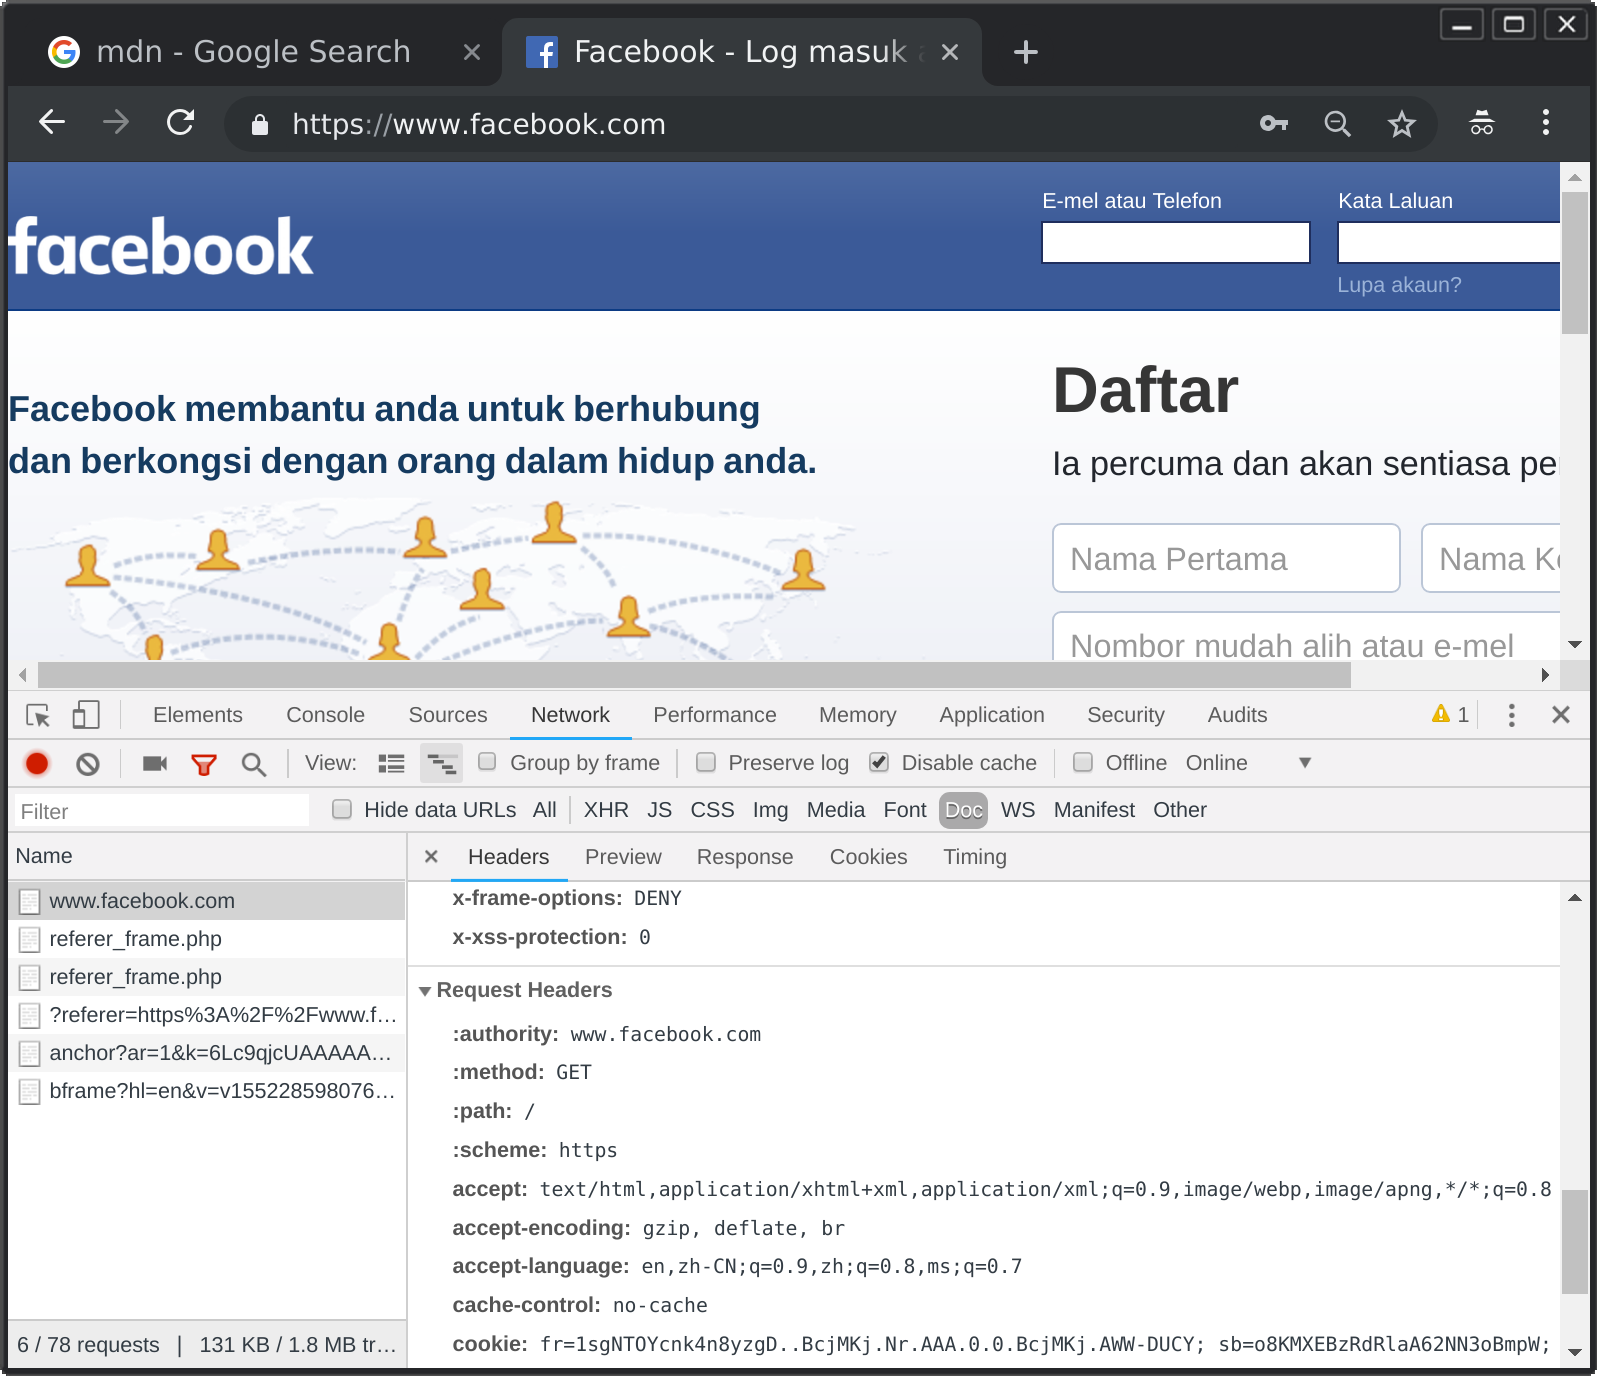 mdn - Google Search
Facebook - Log masuk
https://www.facebook.com
facebook
E-mel atau Telefon
Kata Laluan
Lupa akaun?
Facebook membantu anda untuk berhubung
dan berkongsi dengan orang dalam hidup anda.
Daftar
Ia percuma dan akan sentiasa
Nama Pertama
Nama
Nombor mudah alih atau e-mel
Elements Console Sources Network Performance Memory Application Security Audits 1
View: Group by frame Preserve log Disable cache Offline Online
Filter Hide data URLs All XHR JS CSS Img Media Font Doc WS Manifest Other
Name
www.facebook.com
referer_frame.php
referer_frame.php
?referer=https%3A%2F%2Fwww.f…
anchor?ar=1&k=6Lc9qjcUAAAAA…
bframe?hl=en&v=v155228598076…
6 / 78 requests | 131 KB / 1.8 MB tr…
Headers Preview Response Cookies Timing
x-frame-options: DENY
x-xss-protection: 0
Request Headers
:authority: www.facebook.com
:method: GET
:path: /
:scheme: https
accept: text/html,application/xhtml+xml,application/xml;q=0.9,image/webp,image/apng,*/*;q=0.8
accept-encoding: gzip, deflate, br
accept-language: en,zh-CN;q=0.9,zh;q=0.8,ms;q=0.7
cache-control: no-cache
cookie: fr=1sgNTOYcnk4n8yzgD..BcjMKj.Nr.AAA.0.0.BcjMKj.AWW-DUCY; sb=o8KMXEBzRdRlaA62NN3oBmpW;